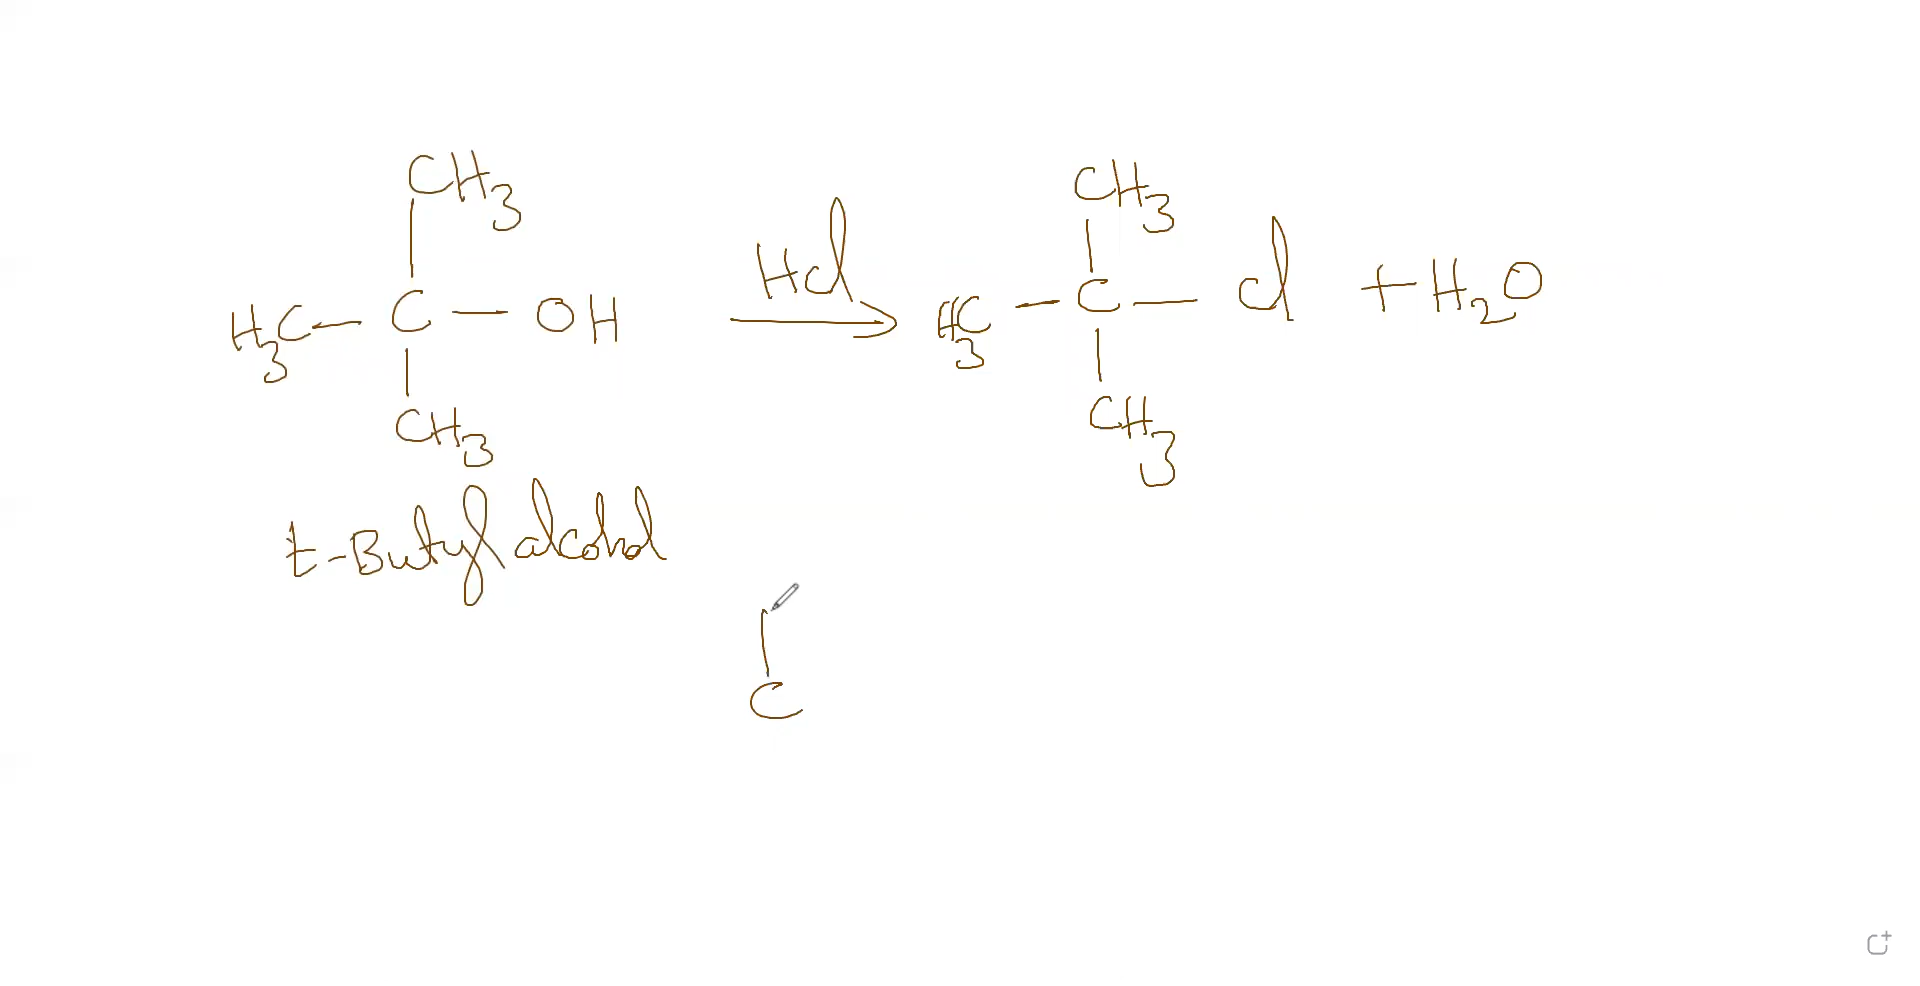 CH3 CH3
HCl
H3C - C - OH → H3C - C - Cl + H2O
CH3 CH3
t-Butyl alcohol
C